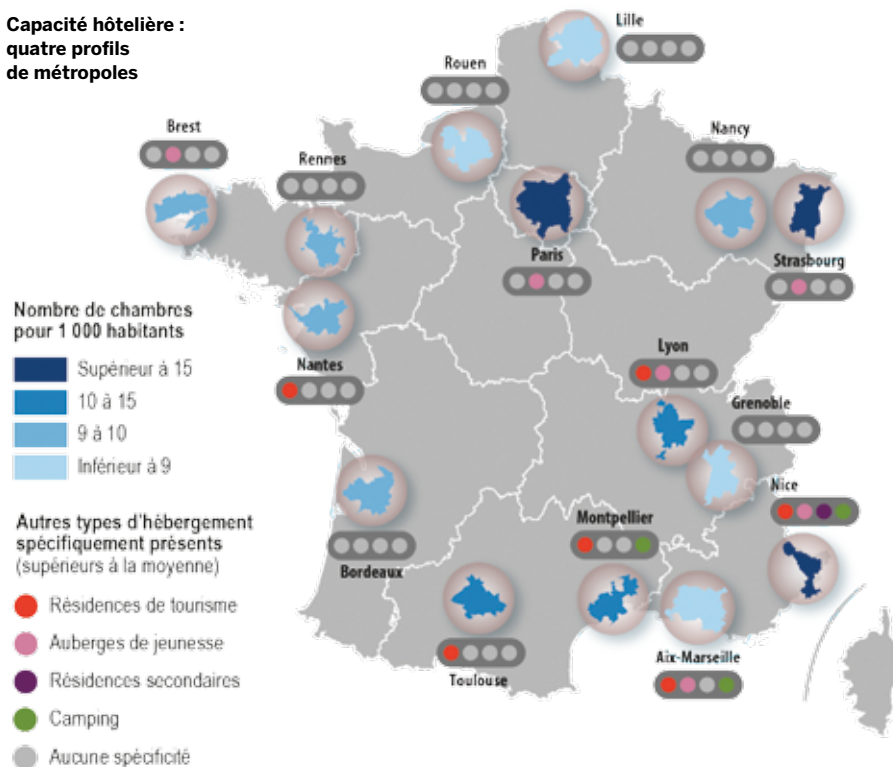 Capacité hôtelière :
quatre profils
de métropoles
Lille
Rouen
Brest
Rennes
Nancy
Paris
Strasbourg
Nombre de chambres
pour 1 000 habitants
Supérieur à 15
10 à 15
9 à 10
Inférieur à 9
Nantes
Lyon
Grenoble
Nice
Montpellier
Bordeaux
Autres types d'hébergement
spécifiquement présents
(supérieurs à la moyenne)
Résidences de tourisme
Auberges de jeunesse
Résidences secondaires
Camping
Aucune spécificité
Aix-Marseille
Toulouse